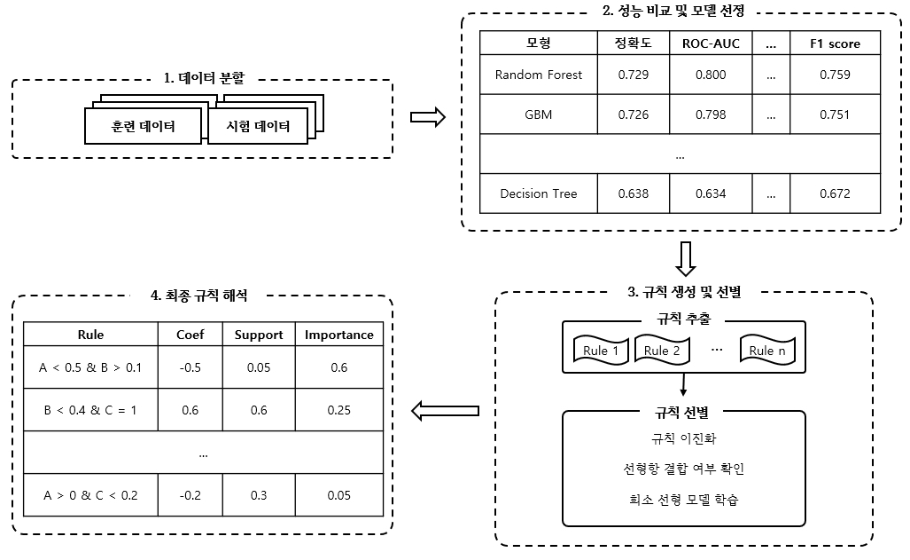 1. 데이터 분할
훈련 데이터 시험 데이터
2. 성능 비교 및 모델 선정
모형 정확도 ROC-AUC ... F1 score
Random Forest 0.729 0.800 ... 0.759
GBM 0.726 0.798 ... 0.751
...
Decision Tree 0.638 0.634 ... 0.672
3. 규칙 생성 및 선별
규칙 추출
Rule 1 Rule 2 ... Rule n
규칙 선별
규칙 이진화
선형항 결합 여부 확인
희소 선형 모델 학습
4. 최종 규칙 해석
Rule Coef Support Importance
A < 0.5 & B > 0.1 -0.5 0.05 0.6
B < 0.4 & C = 1 0.6 0.6 0.25
...
A > 0 & C < 0.2 -0.2 0.3 0.05